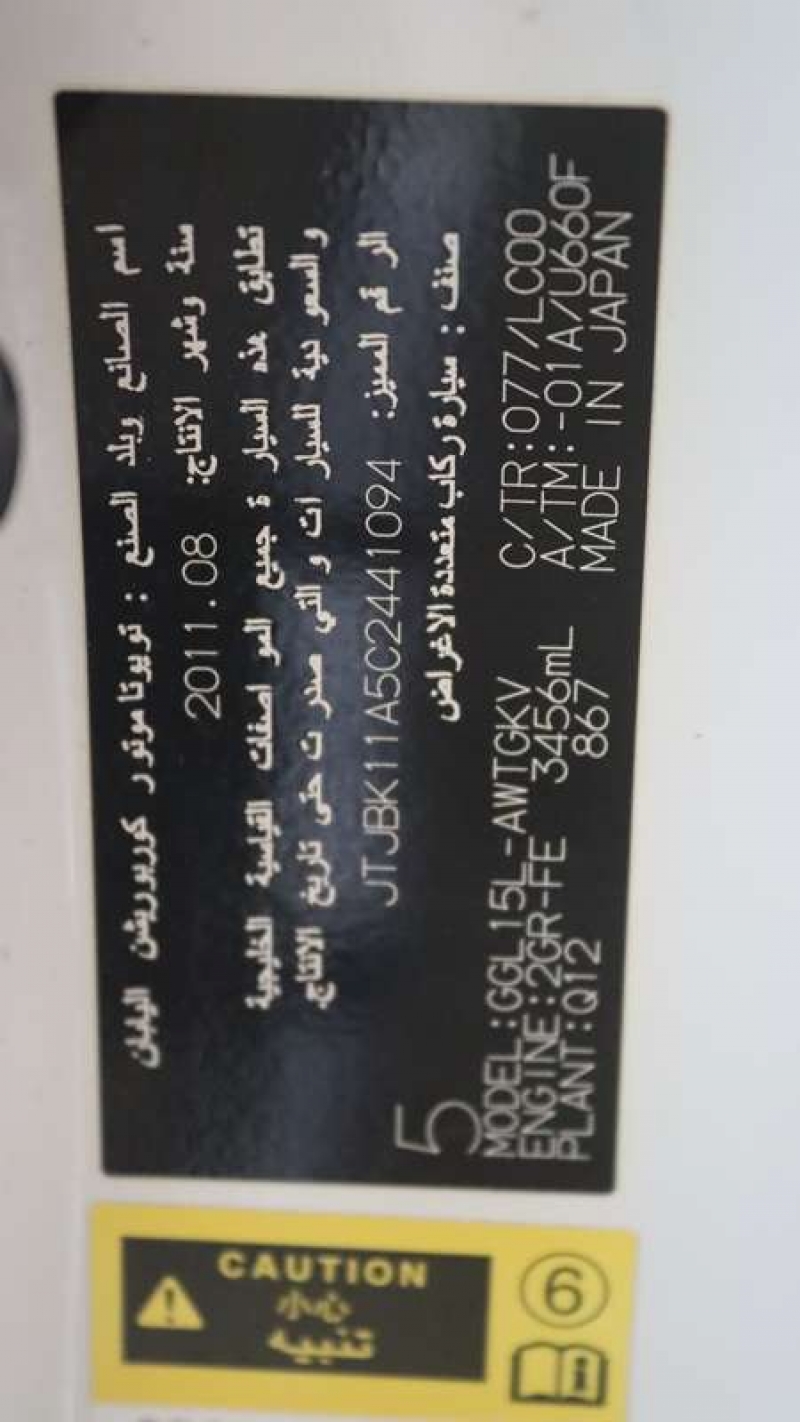 اسم الصانع وبلد الصنع : تويوتا موتور كوربوريشن اليابان
سنة وشهر الانتاج: 2011.08
تطابق هذه السيارة جميع المواصفات القياسية الخليجية
والسعودية للسيارات والتي صدرت حتى تاريخ الانتاج.
الرقم المميز: JTJBK11A5C2441094
صنف : سيارة ركاب متعددة الاغراض
5
MODEL:GGL15L-AWTGKV C/TR:077/LC00
ENGINE:2GR-FE 3456mL A/TM:-01A/U660F
PLANT:Q12 867 MADE IN JAPAN
CAUTION
小心
تنبيه
6